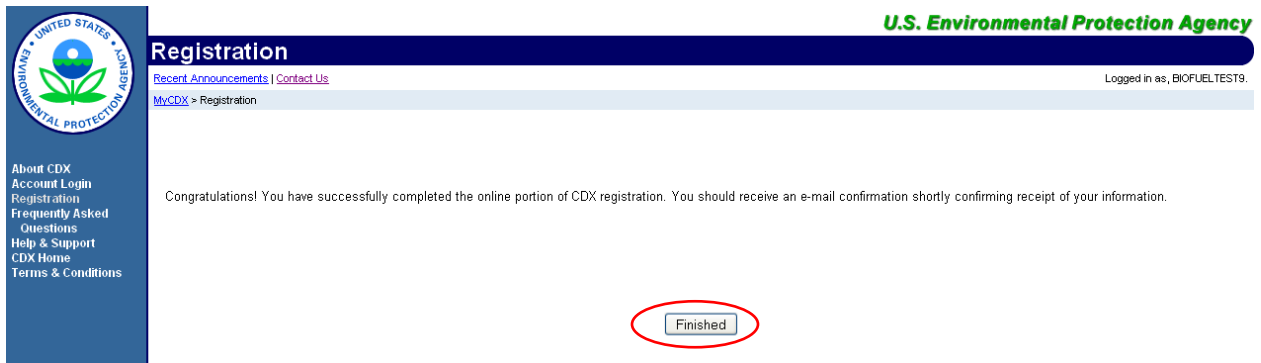 UNITED STATES
ENVIRONMENTAL PROTECTION AGENCY
U.S. Environmental Protection Agency
Registration
Recent Announcements | Contact Us
Logged in as, BIOFUELTEST9.
MyCDX > Registration
About CDX
Account Login
Registration
Frequently Asked
Questions
Help & Support
CDX Home
Terms & Conditions
Congratulations! You have successfully completed the online portion of CDX registration. You should receive an e-mail confirmation shortly confirming receipt of your information.
Finished